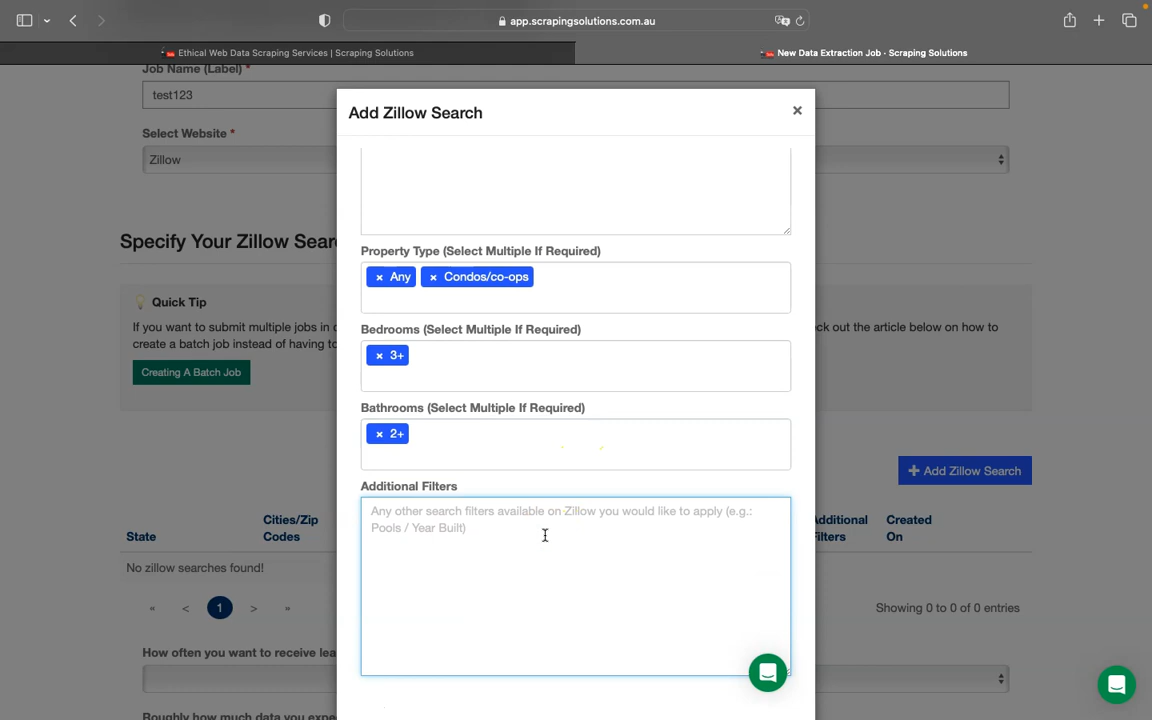 app.scrapingsolutions.com.au
Ethical Web Data Scraping Services | Scraping Solutions
New Data Extraction Job - Scraping Solutions
Job Name (Label) *
test123
Select Website *
Zillow
Specify Your Zillow Sear
💡 Quick Tip
If you want to submit multiple jobs in
eck out the article below on how to
create a batch job instead of having to
Creating A Batch Job
+ Add Zillow Search
State
Cities/Zip Codes
Additional Filters
Created On
No zillow searches found!
« < 1 > »
Showing 0 to 0 of 0 entries
How often you want to receive lea
Roughly how much data you expe
Add Zillow Search
×
Property Type (Select Multiple If Required)
× Any × Condos/co-ops
Bedrooms (Select Multiple If Required)
× 3+
Bathrooms (Select Multiple If Required)
× 2+
Additional Filters
Any other search filters available on Zillow you would like to apply (e.g.:
Pools / Year Built)